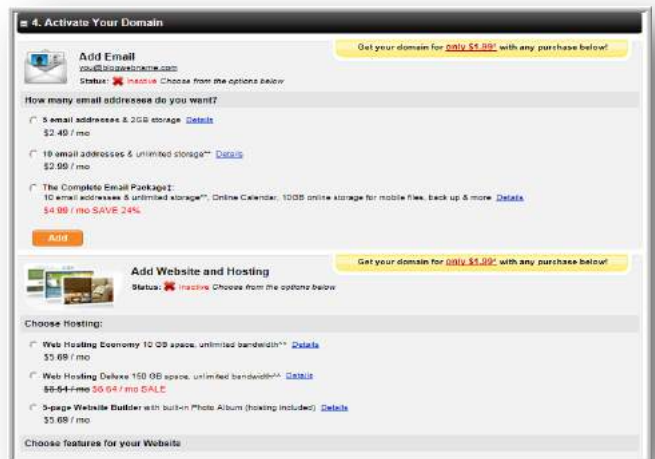 4. Activate Your Domain
Get your domain for only $1.99* with any purchase below!
Add Email
you@blogwebname.com
Status: Inactive Choose from the options below
How many email addresses do you want?
5 email addresses & 2GB storage Details
$2.49 / mo
10 email addresses & unlimited storage** Details
$2.99 / mo
The Complete Email Package‡:
10 email addresses & unlimited storage**, Online Calendar, 10GB online storage for mobile files, back up & more Details
$4.99 / mo SAVE 24%
Add
Get your domain for only $1.99* with any purchase below!
Add Website and Hosting
Status: Inactive Choose from the options below
Choose Hosting:
Web Hosting Economy 10 GB space, unlimited bandwidth^^ Details
$5.69 / mo
Web Hosting Deluxe 150 GB space, unlimited bandwidth^^ Details
$8.54 / mo $6.64 / mo SALE
5-page Website Builder with built-in Photo Album (hosting included) Details
$5.69 / mo
Choose features for your Website